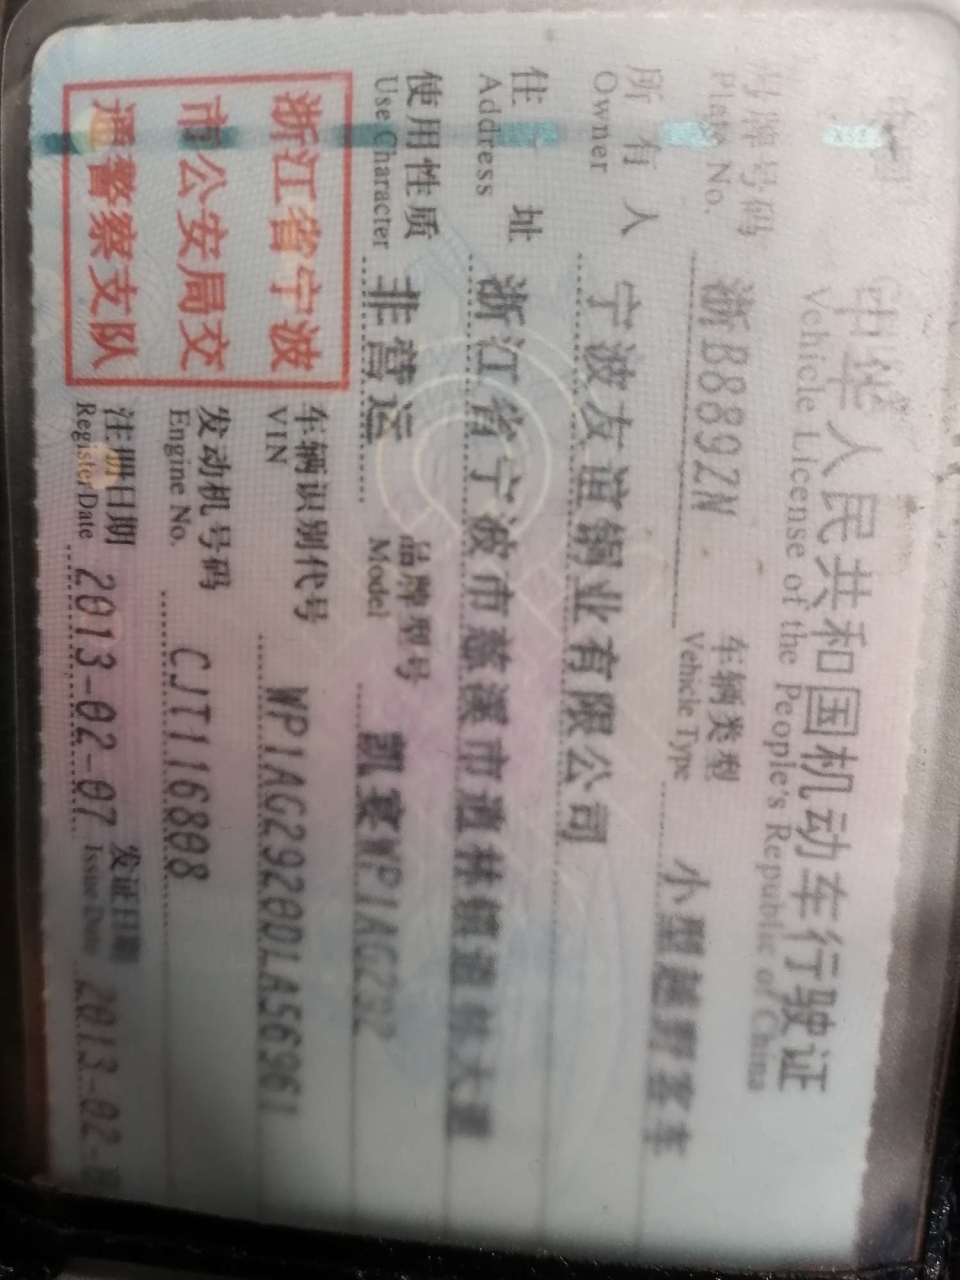 中华人民共和国机动车行驶证
Vehicle License of the People's Republic of China
号牌号码 浙B889ZN 车辆类型 小型越野客车
Plate No. Vehicle Type
所有人 宁波友谊铜业有限公司
Owner
住址 浙江省宁波市慈溪市道林镇
Address
使用性质 非营运 品牌型号 凯宴WP1AG292
Use Character Model
浙江省宁波
市公安局交
通警察支队
车辆识别代号 WP1AG2920DLA56961
VIN
发动机号码 CJT116808
Engine No.
注册日期 2013-02-07 发证日期 2013-02-
Register Date Issue Date